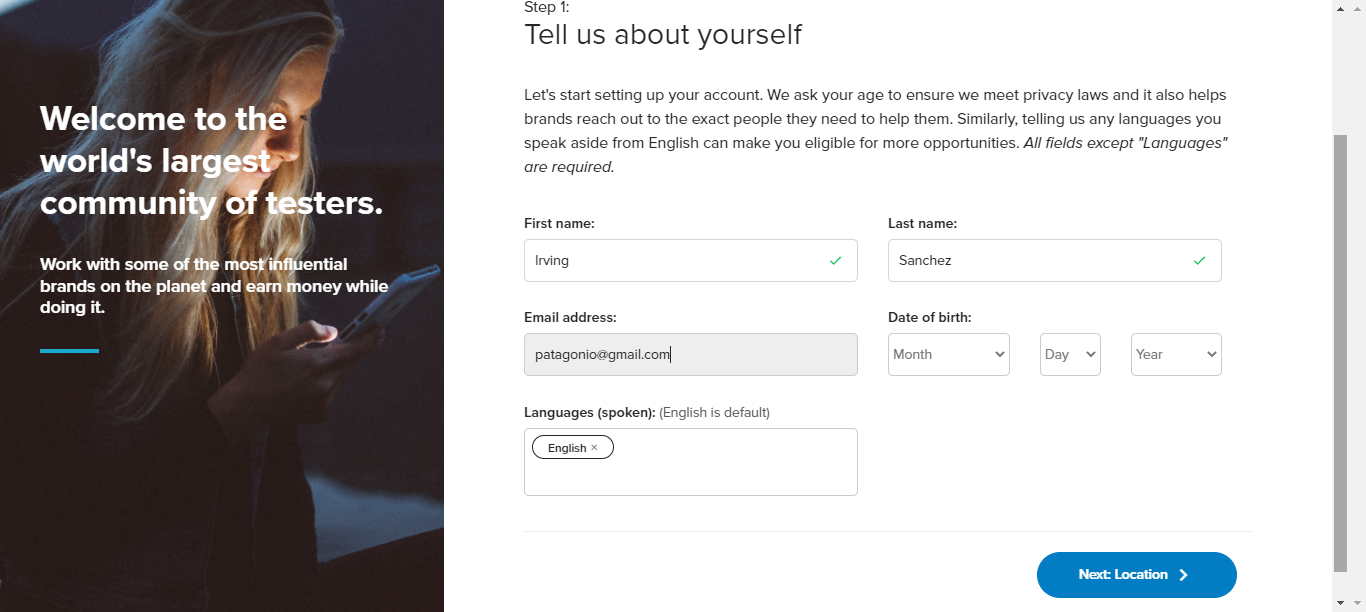 Welcome to the
world's largest
community of testers.
Work with some of the most influential
brands on the planet and earn money while
doing it.
Step 1:
Tell us about yourself
Let's start setting up your account. We ask your age to ensure we meet privacy laws and it also helps
brands reach out to the exact people they need to help them. Similarly, telling us any languages you
speak aside from English can make you eligible for more opportunities. All fields except "Languages"
are required.
First name:
Last name:
Irving
Sanchez
Email address:
Date of birth:
patagonio@gmail.com
Month
Day
Year
Languages (spoken): (English is default)
English ×
Next: Location